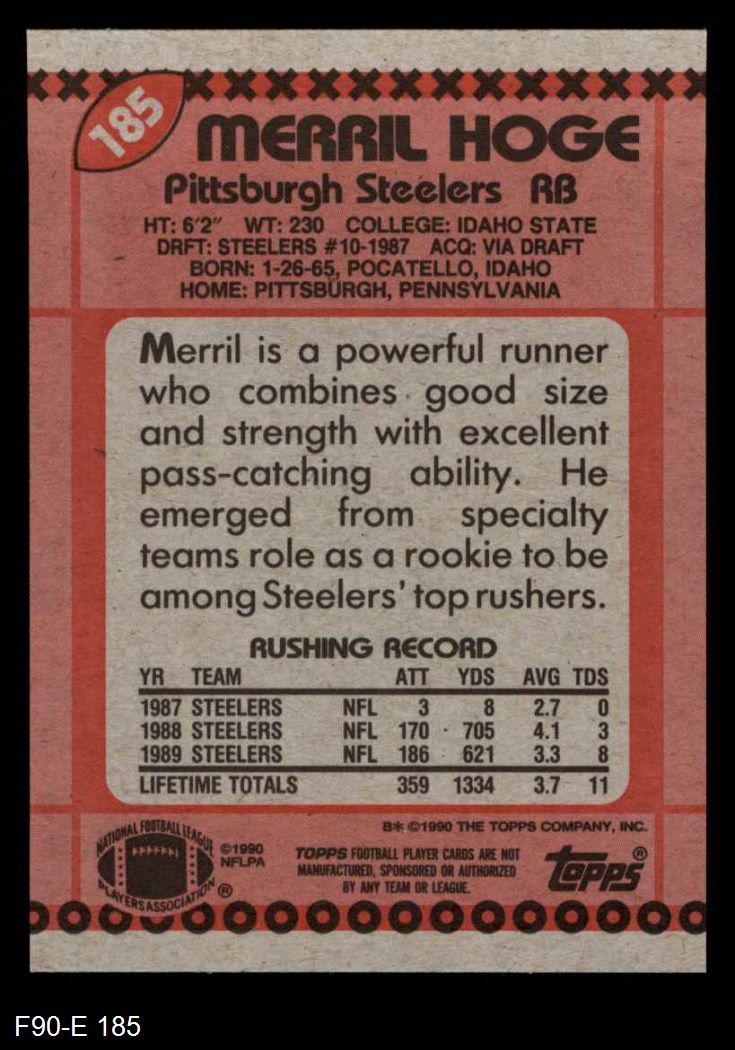 185
MERRIL HOGE
Pittsburgh Steelers RB
HT: 6'2" WT: 230 COLLEGE: IDAHO STATE
DRFT: STEELERS #10-1987 ACQ: VIA DRAFT
BORN: 1-26-65, POCATELLO, IDAHO
HOME: PITTSBURGH, PENNSYLVANIA
Merril is a powerful runner
who combines good size
and strength with excellent
pass-catching ability. He
emerged from specialty
teams role as a rookie to be
among Steelers' top rushers.
RUSHING RECORD
YR TEAM ATT YDS AVG TDS
1987 STEELERS NFL 3 8 2.7 0
1988 STEELERS NFL 170 705 4.1 3
1989 STEELERS NFL 186 621 3.3 8
LIFETIME TOTALS 359 1334 3.7 11
B* ©1990 THE TOPPS COMPANY, INC.
NATIONAL FOOTBALL LEAGUE
PLAYERS ASSOCIATION ®
©1990
NFLPA
TOPPS FOOTBALL PLAYER CARDS ARE NOT
MANUFACTURED, SPONSORED OR AUTHORIZED
BY ANY TEAM OR LEAGUE.
Topps®
F90-E 185